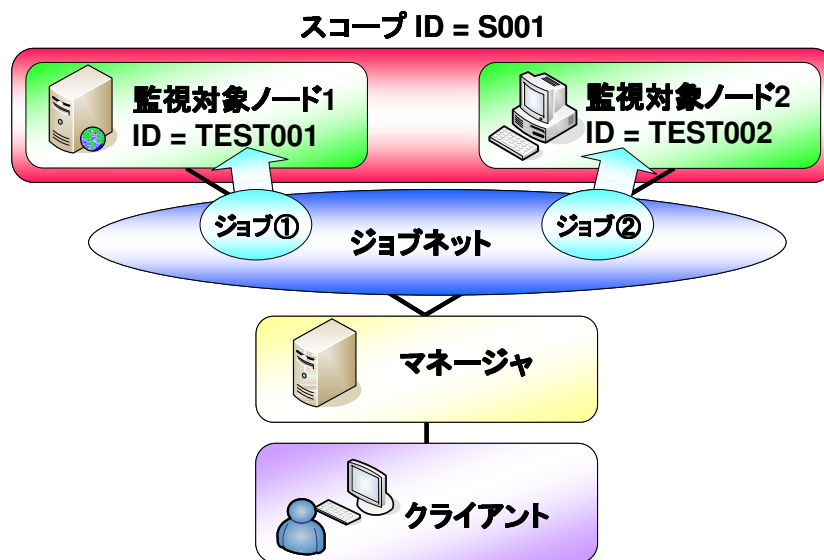 スコープ ID = S001
監視対象ノード1
ID = TEST001
監視対象ノード2
ID = TEST002
ジョブ①
ジョブ②
ジョブネット
マネージャ
クライアント